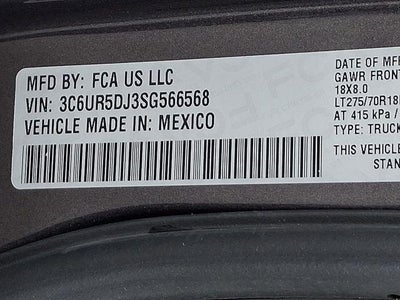 MFD BY: FCA US LLC
VIN: 3C6UR5DJ3SG566568
VEHICLE MADE IN: MEXICO
DATE OF MF
GAWR FRONT
18X8.0
LT275/70R18
AT 415 kPa /
TYPE: TRUCK
THIS VEHICL
STAN